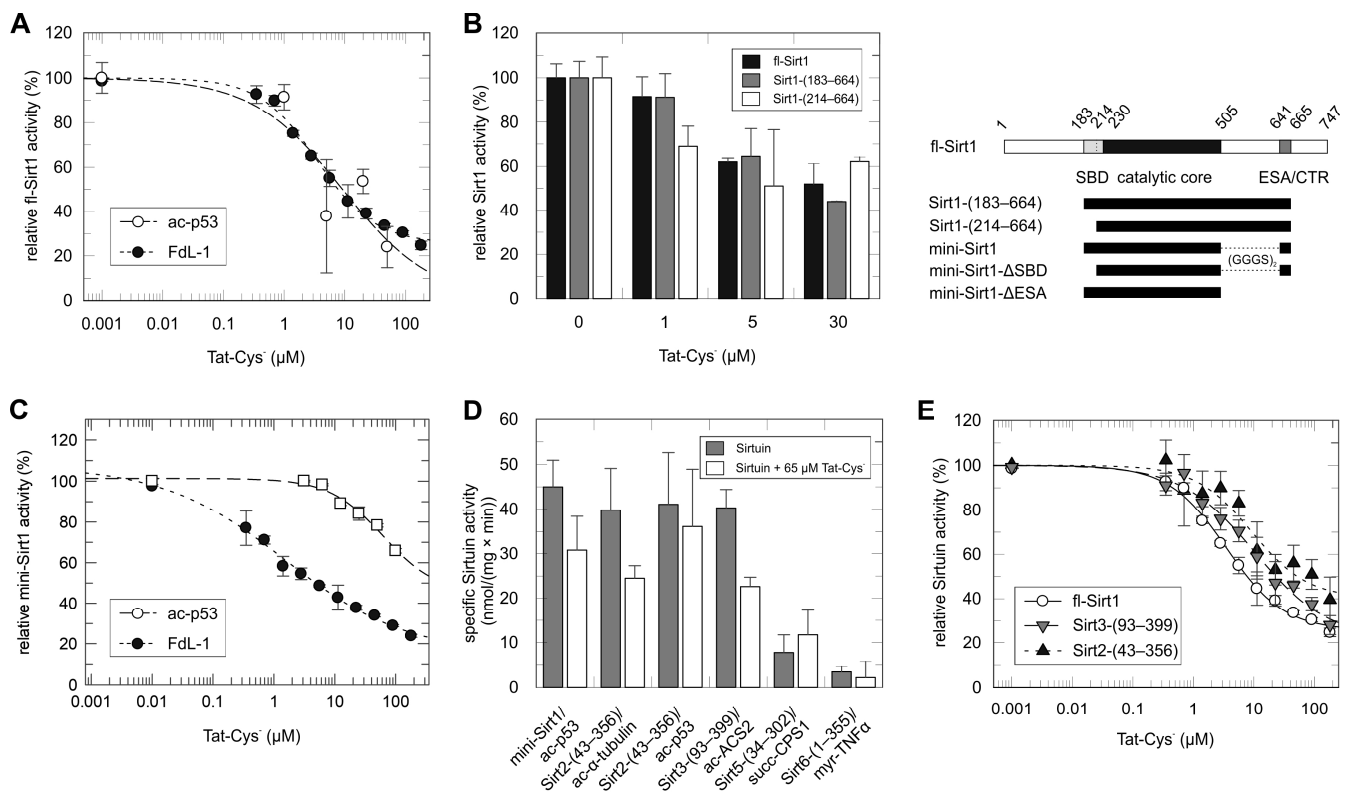 A
relative fl-Sirt1 activity (%)
120
100
80
60
40
20
0
ac-p53
FdL-1
0.001 0.01 0.1 1 10 100
Tat-Cys⁻ (µM)
B
relative Sirt1 activity (%)
120
100
80
60
40
20
0
fl-Sirt1
Sirt1-(183–664)
Sirt1-(214–664)
0 1 5 30
Tat-Cys⁻ (µM)
1 183 214 230 505 641 665 747
fl-Sirt1
SBD catalytic core ESA/CTR
Sirt1-(183–664)
Sirt1-(214–664)
mini-Sirt1
(GGGS)₂
mini-Sirt1-ΔSBD
mini-Sirt1-ΔESA
C
relative mini-Sirt1 activity (%)
120
100
80
60
40
20
0
ac-p53
FdL-1
0.001 0.01 0.1 1 10 100
Tat-Cys⁻ (µM)
D
specific Sirtuin activity
(nmol/(mg × min))
60
50
40
30
20
10
0
Sirtuin
Sirtuin + 65 µM Tat-Cys⁻
mini-Sirt1/
ac-p53
Sirt2-(43–356)/
ac-α-tubulin
Sirt2-(43–356)/
ac-p53
Sirt3-(93–399)/
ac-ACS2
Sirt5-(34–302)/
succ-CPS1
Sirt6-(1–355)/
myr-TNFα
E
relative Sirtuin activity (%)
120
100
80
60
40
20
0
fl-Sirt1
Sirt3-(93–399)
Sirt2-(43–356)
0.001 0.01 0.1 1 10 100
Tat-Cys⁻ (µM)